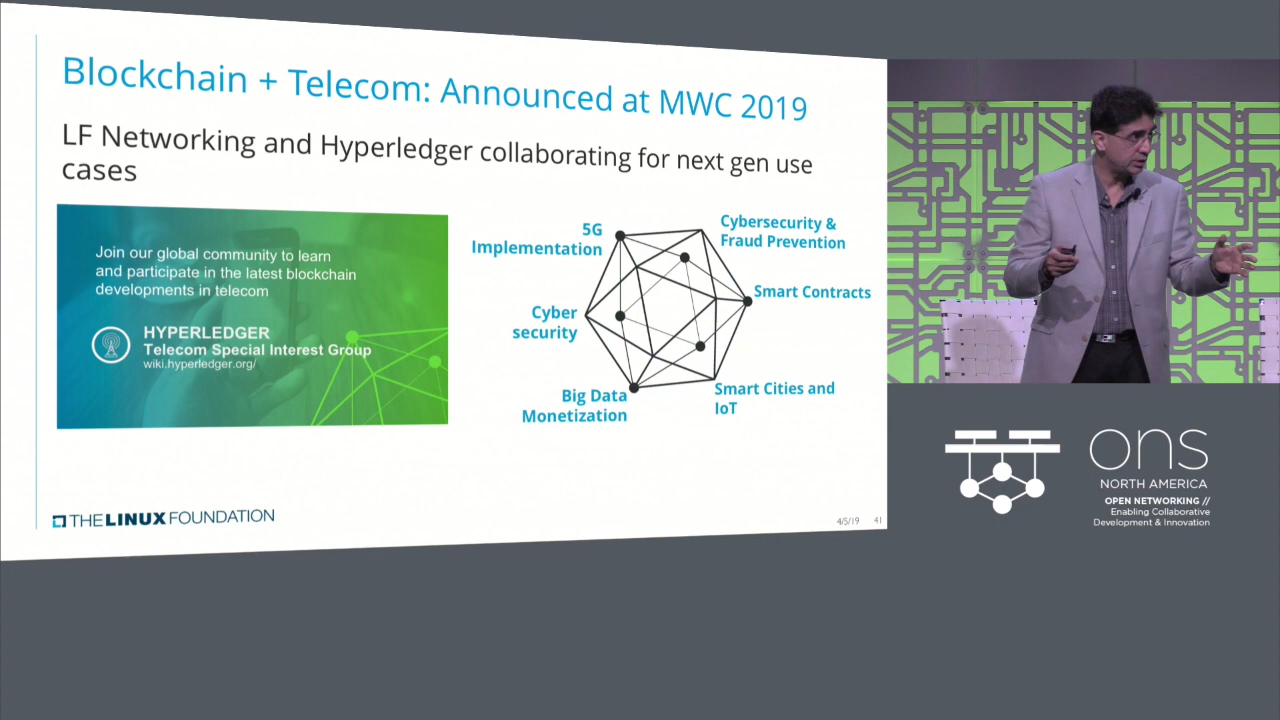 Blockchain + Telecom: Announced at MWC 2019
LF Networking and Hyperledger collaborating for next gen use
cases
Join our global community to learn
and participate in the latest blockchain
developments in telecom
HYPERLEDGER
Telecom Special Interest Group
wiki.hyperledger.org/
5G
Implementation
Cybersecurity &
Fraud Prevention
Smart Contracts
Cyber
security
Big Data
Monetization
Smart Cities and
IoT
THE LINUX FOUNDATION
4/5/19 41
ons
NORTH AMERICA
OPEN NETWORKING //
Enabling Collaborative
Development & Innovation